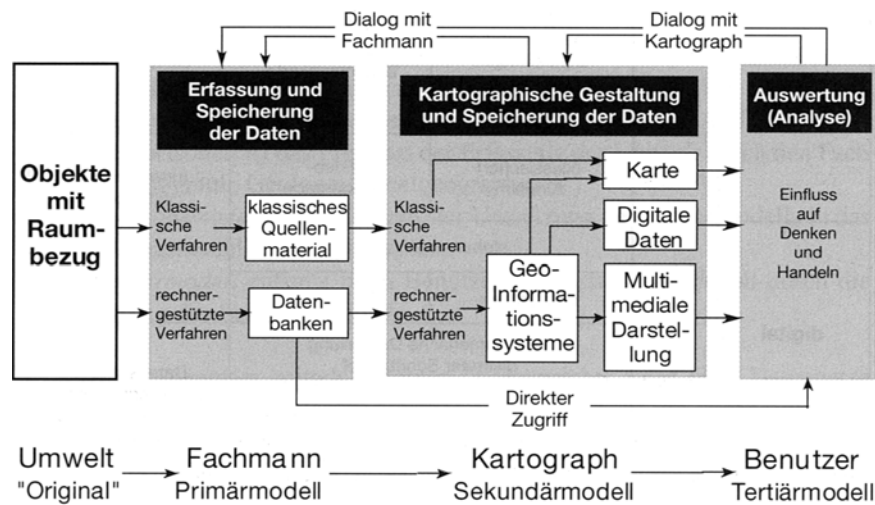 Dialog mit
Fachmann
Dialog mit
Kartograph
Objekte
mit
Raum-
bezug
Erfassung und
Speicherung
der Daten
Klassi-
sche
Verfahren
klassisches
Quellen-
material
rechner-
gestützte
Verfahren
Daten-
banken
Kartographische Gestaltung
und Speicherung der Daten
Klassi-
sche
Verfahren
rechner-
gestützte
Verfahren
Geo-
Informa-
tions-
systeme
Karte
Digitale
Daten
Multi-
mediale
Darstel-
lung
Auswertung
(Analyse)
Einfluss
auf
Denken
und
Handeln
Direkter
Zugriff
Umwelt
"Original"
Fachmann
Primärmodell
Kartograph
Sekundärmodell
Benutzer
Tertiärmodell